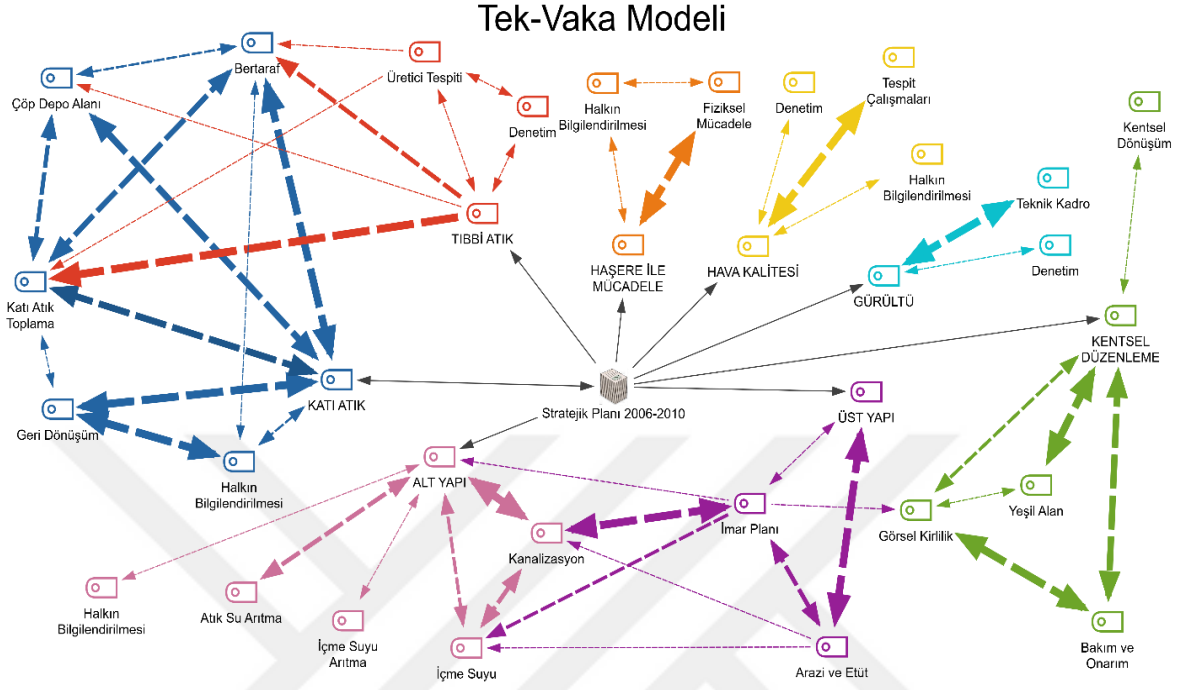 Tek-Vaka Modeli
Bertaraf
Üretici Tespiti
Çöp Depo Alanı
Denetim
Halkın
Bilgilendirilmesi
Fiziksel
Mücadele
Denetim
Tespit
Çalışmaları
Kentsel
Dönüşüm
Halkın
Bilgilendirilmesi
Teknik Kadro
TIBBİ ATIK
HAŞERE İLE
MÜCADELE
HAVA KALİTESİ
Denetim
GÜRÜLTÜ
Katı Atık
Toplama
KENTSEL
DÜZENLEME
KATI ATIK
Stratejik Planı 2006-2010
ÜST YAPI
Geri Dönüşüm
Halkın
Bilgilendirilmesi
ALT YAPI
Yeşil Alan
İmar Planı
Görsel Kirlilik
Kanalizasyon
Halkın
Bilgilendirilmesi
Atık Su Arıtma
İçme Suyu
Arıtma
İçme Suyu
Arazi ve Etüt
Bakım ve
Onarım